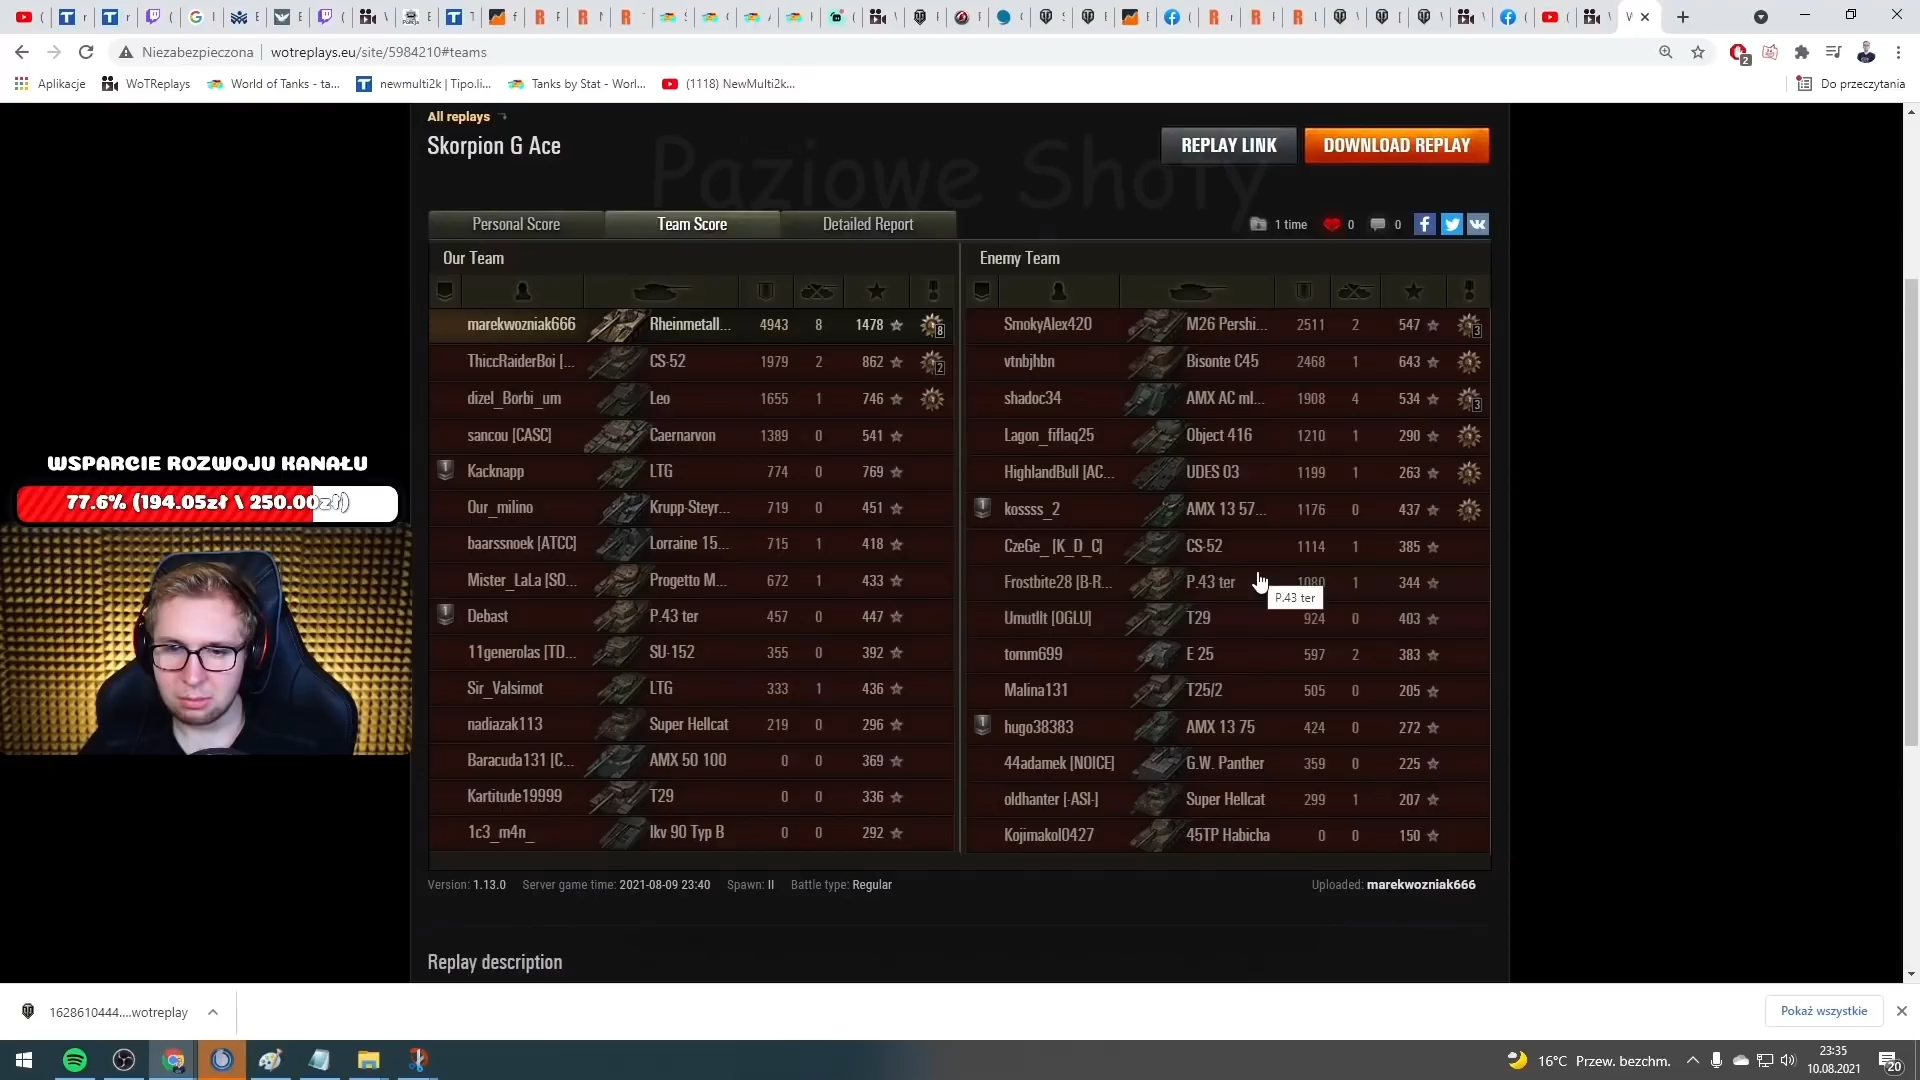 Niezabezpieczona
wotreplays.eu/site/5984210#teams
Aplikacje
WoTReplays
World of Tanks - ta...
newmulti2k | Tipo.li...
Tanks by Stat - Worl...
(1118) NewMulti2k...
Do przeczytania
All replays
Skorpion G Ace
Paziowe Shoty
REPLAY LINK
DOWNLOAD REPLAY
Personal Score
Team Score
Detailed Report
1 time
0
0
Our Team
marekwozniak666 Rheinmetall... 4943 8 1478 8
ThiccRaiderBoi [... CS-52 1979 2 862 2
dizel_Borbi_um Leo 1655 1 746
sancou [CASC] Caernarvon 1389 0 541
Kacknapp LTG 774 0 769
Our_milino Krupp-Steyr... 719 0 451
baarssnoek [ATCC] Lorraine 15... 715 1 418
Mister_LaLa [SO... Progetto M... 672 1 433
Debast P.43 ter 457 0 447
11generolas [TD... SU-152 355 0 392
Sir_Valsimot LTG 333 1 436
nadiazak113 Super Hellcat 219 0 296
Baracuda131 [C... AMX 50 100 0 0 369
Kartitude19999 T29 0 0 336
1c3_m4n_ Ikv 90 Typ B 0 0 292
Enemy Team
SmokyAlex420 M26 Pershi... 2511 2 547 3
vtnbjhbn Bisonte C45 2468 1 643
shadoc34 AMX AC ml... 1908 4 534 3
Lagon_fiflaq25 Object 416 1210 1 290
HighlandBull [AC... UDES 03 1199 1 263
kossss_2 AMX 13 57... 1176 0 437
CzeGe_ [K_D_C] CS-52 1114 1 385
Frostbite28 [B-R... P.43 ter 1080 1 344
P.43 ter
UmutIlt [OGLU] T29 924 0 403
tomm699 E 25 597 2 383
Malina131 T25/2 505 0 205
hugo38383 AMX 13 75 424 0 272
44adamek [NOICE] G.W. Panther 359 0 225
oldhanter [-ASI-] Super Hellcat 299 1 207
Kojimakol0427 45TP Habicha 0 0 150
Version: 1.13.0 Server game time: 2021-08-09 23:40 Spawn: II Battle type: Regular
Uploaded: marekwozniak666
Replay description
WSPARCIE ROZWOJU KANAŁU
77.6% (194.05zł \ 250.00zł)
1628610444....wotreplay
Pokaż wszystkie
16°C Przew. bezchm.
23:35
10.08.2021
20